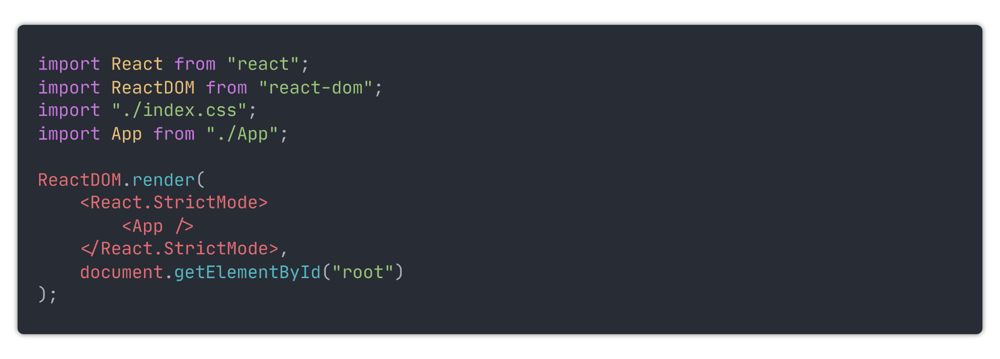 import React from "react";
import ReactDOM from "react-dom";
import "./index.css";
import App from "./App";

ReactDOM.render(
    <React.StrictMode>
        <App />
    </React.StrictMode>,
    document.getElementById("root")
);